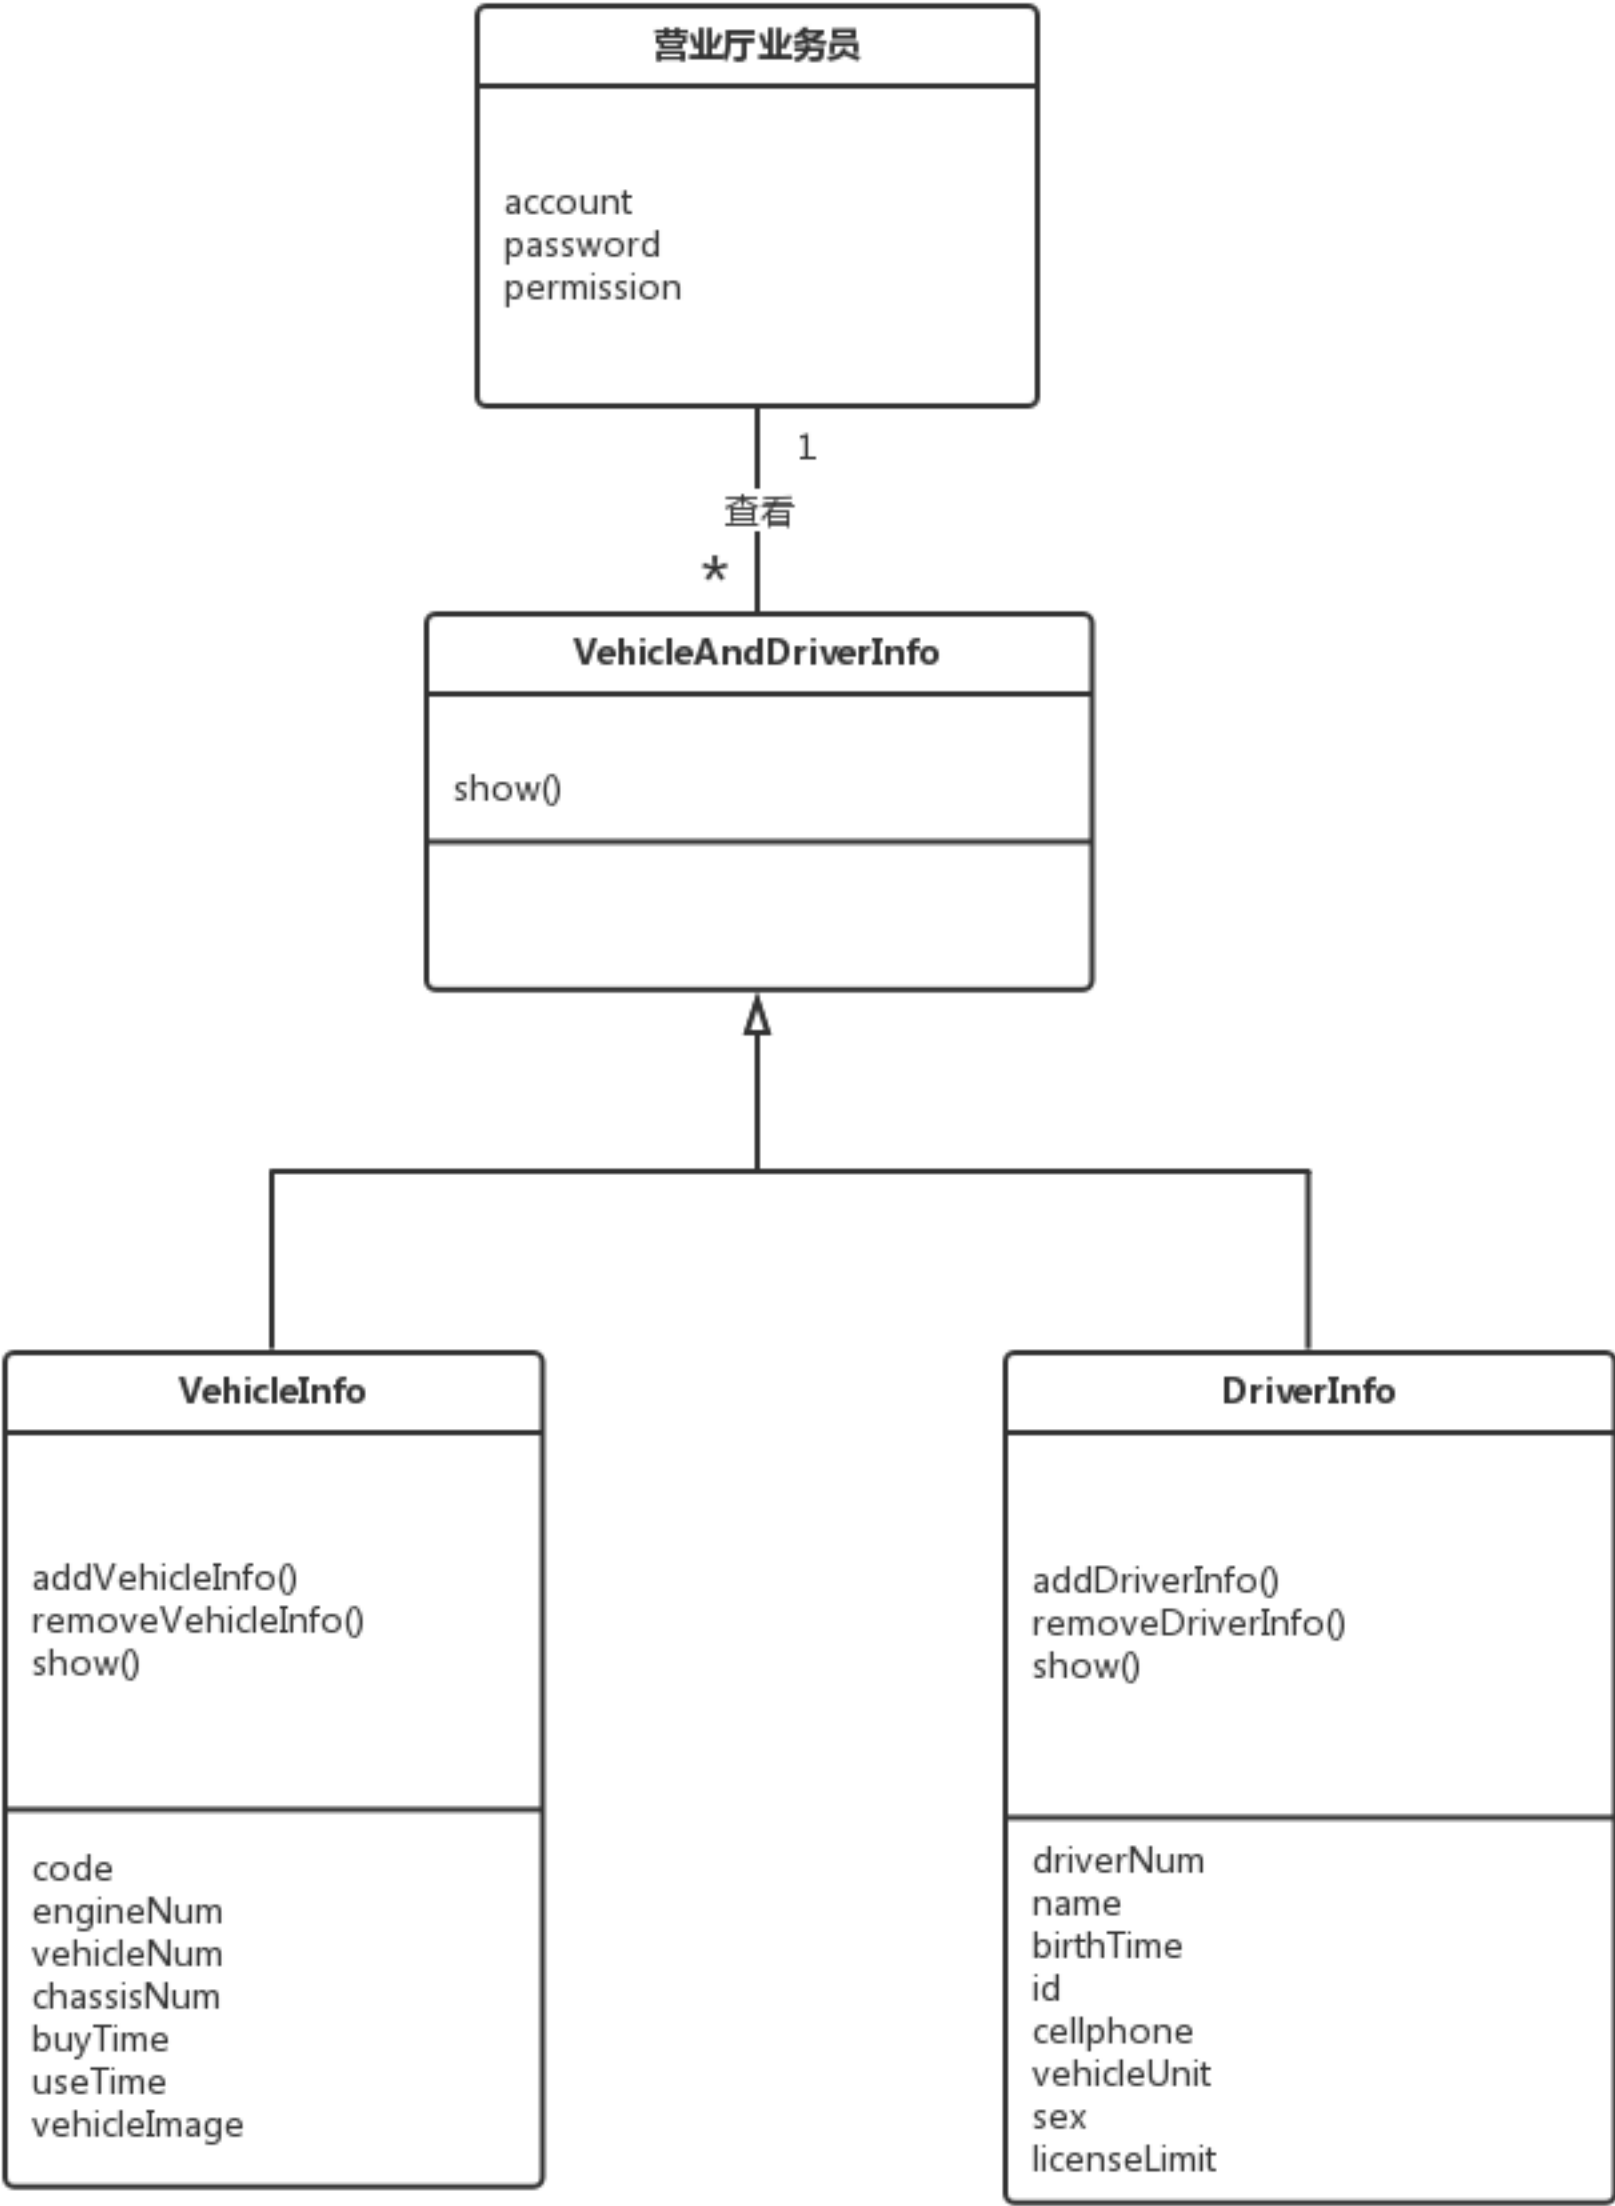 营业厅业务员
account
password
permission
1
查看
*
VehicleAndDriverInfo
show()
VehicleInfo
addVehicleInfo()
removeVehicleInfo()
show()
code
engineNum
vehicleNum
chassisNum
buyTime
useTime
vehicleImage
DriverInfo
addDriverInfo()
removeDriverInfo()
show()
driverNum
name
birthTime
id
cellphone
vehicleUnit
sex
licenseLimit